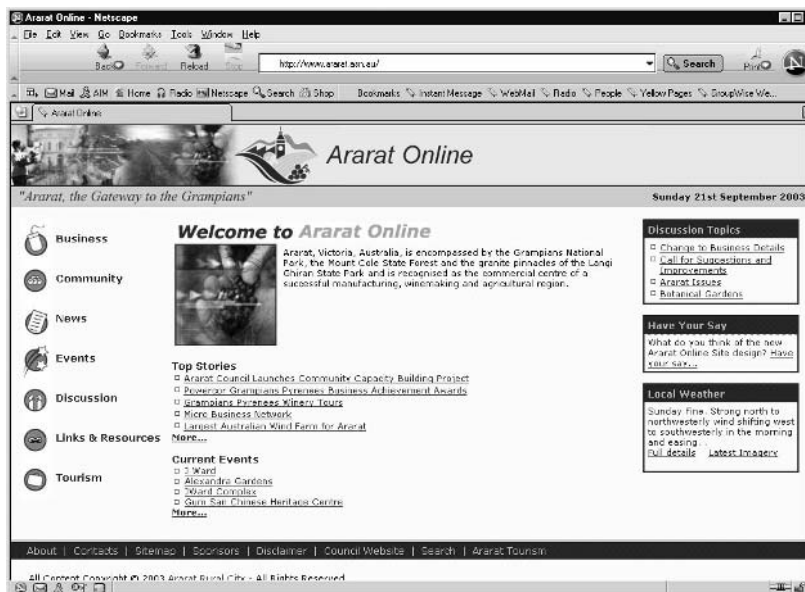 Ararat Online - Netscape
File Edit View Go Bookmarks Tools Window Help
Back Forward Reload Stop http://www.ararat.asn.au/ Search Print
Mail AIM Home Radio Netscape Search Shop Bookmarks Instant Message WebMail Radio People Yellow Pages GroupWise We...
Ararat Online
Ararat Online
"Ararat, the Gateway to the Grampians" Sunday 21st September 2003
Business
Community
News
Events
Discussion
Links & Resources
Tourism
Welcome to Ararat Online
Ararat, Victoria, Australia, is encompassed by the Grampians National
Park, the Mount Cole State Forest and the granite pinnacles of the Langi
Ghiran State Park and is recognised as the commercial centre of a
successful manufacturing, winemaking and agricultural region.
Top Stories
Ararat Council Launches Community Capacity Building Project
Powercor Grampians Pyrenees Business Achievement Awards
Grampians Pyrenees Winery Tours
Micro Business Network
Largest Australian Wind Farm for Ararat
More...
Current Events
J Ward
Alexandra Gardens
JWard Complex
Gum San Chinese Heritage Centre
More...
Discussion Topics
Change to Business Details
Call for Suggestions and
Improvements
Ararat Issues
Botanical Gardens
Have Your Say
What do you think of the new
Ararat Online Site design? Have
your say...
Local Weather
Sunday Fine. Strong north to
northwesterly wind shifting west
to southwesterly in the morning
and easing. .
Full details Latest Imagery
About | Contacts | Sitemap | Sponsors | Disclaimer | Council Website | Search | Ararat Tourism
All Content Copyright © 2003 Ararat Rural City - All Rights Reserved